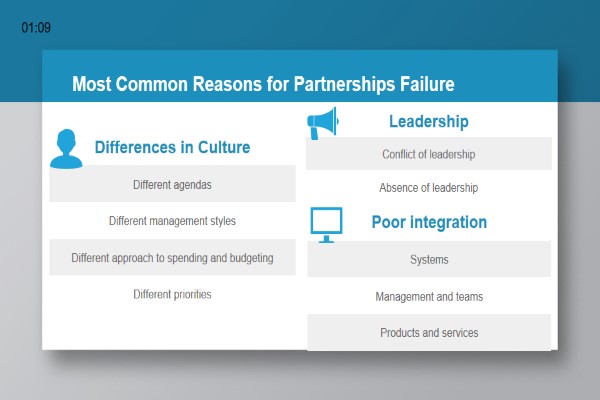 01:09
Most Common Reasons for Partnerships Failure
Differences in Culture
Different agendas
Different management styles
Different approach to spending and budgeting
Different priorities
Leadership
Conflict of leadership
Absence of leadership
Poor integration
Systems
Management and teams
Products and services